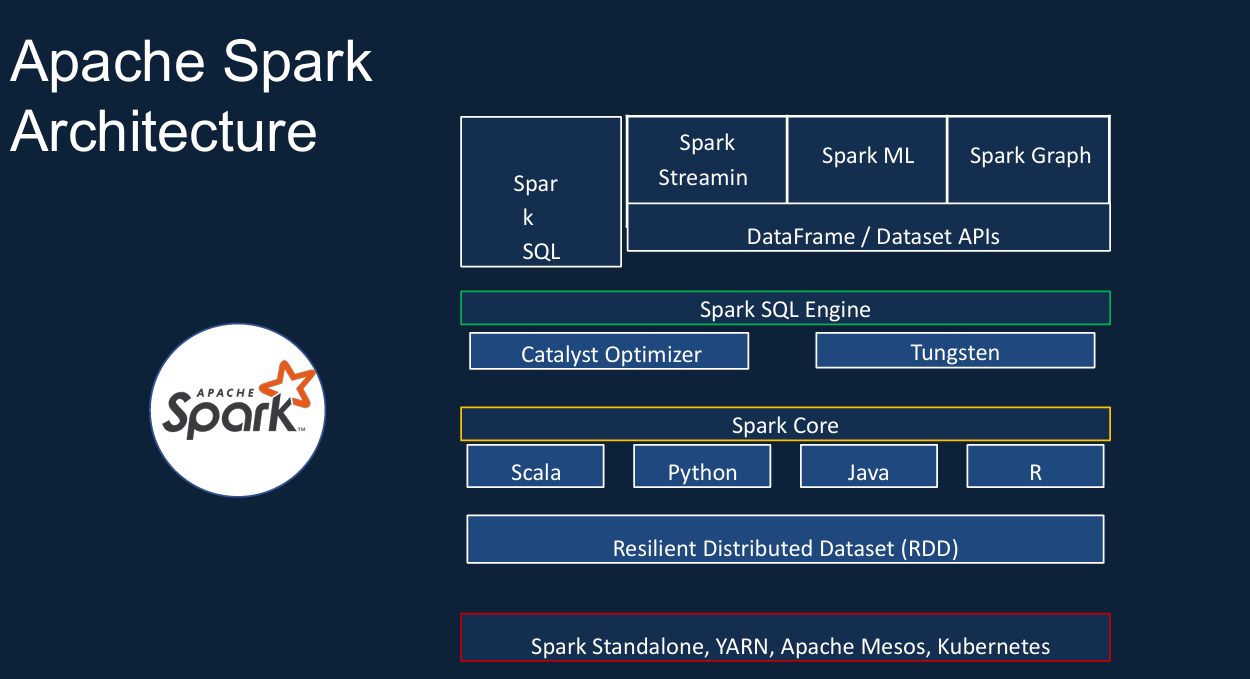 Apache Spark
Architecture
Spar
k
SQL
Spark
Streamin
Spark ML
Spark Graph
DataFrame / Dataset APIs
Spark SQL Engine
Catalyst Optimizer
Tungsten
APACHE
Spark™
Spark Core
Scala
Python
Java
R
Resilient Distributed Dataset (RDD)
Spark Standalone, YARN, Apache Mesos, Kubernetes